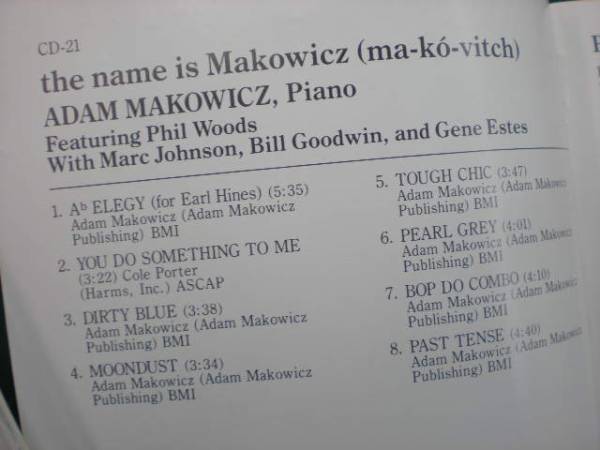 CD-21
the name is Makowicz (ma-kó-vitch)
ADAM MAKOWICZ, Piano
Featuring Phil Woods
With Marc Johnson, Bill Goodwin, and Gene Estes
1. Ab ELEGY (for Earl Hines) (5:35)
Adam Makowicz (Adam Makowicz
Publishing) BMI
2. YOU DO SOMETHING TO ME
(3:22) Cole Porter
(Harms, Inc.) ASCAP
3. DIRTY BLUE (3:38)
Adam Makowicz (Adam Makowicz
Publishing) BMI
4. MOONDUST (3:34)
Adam Makowicz (Adam Makowicz
Publishing) BMI
5. TOUGH CHIC (3:47)
Adam Makowicz (Adam Makowicz
Publishing) BMI
6. PEARL GREY (4:01)
Adam Makowicz (Adam Makowicz
Publishing) BMI
7. BOP DO COMBO (4:10)
Adam Makowicz (Adam Makowicz
Publishing) BMI
8. PAST TENSE (4:40)
Adam Makowicz (Adam Makowicz
Publishing) BMI